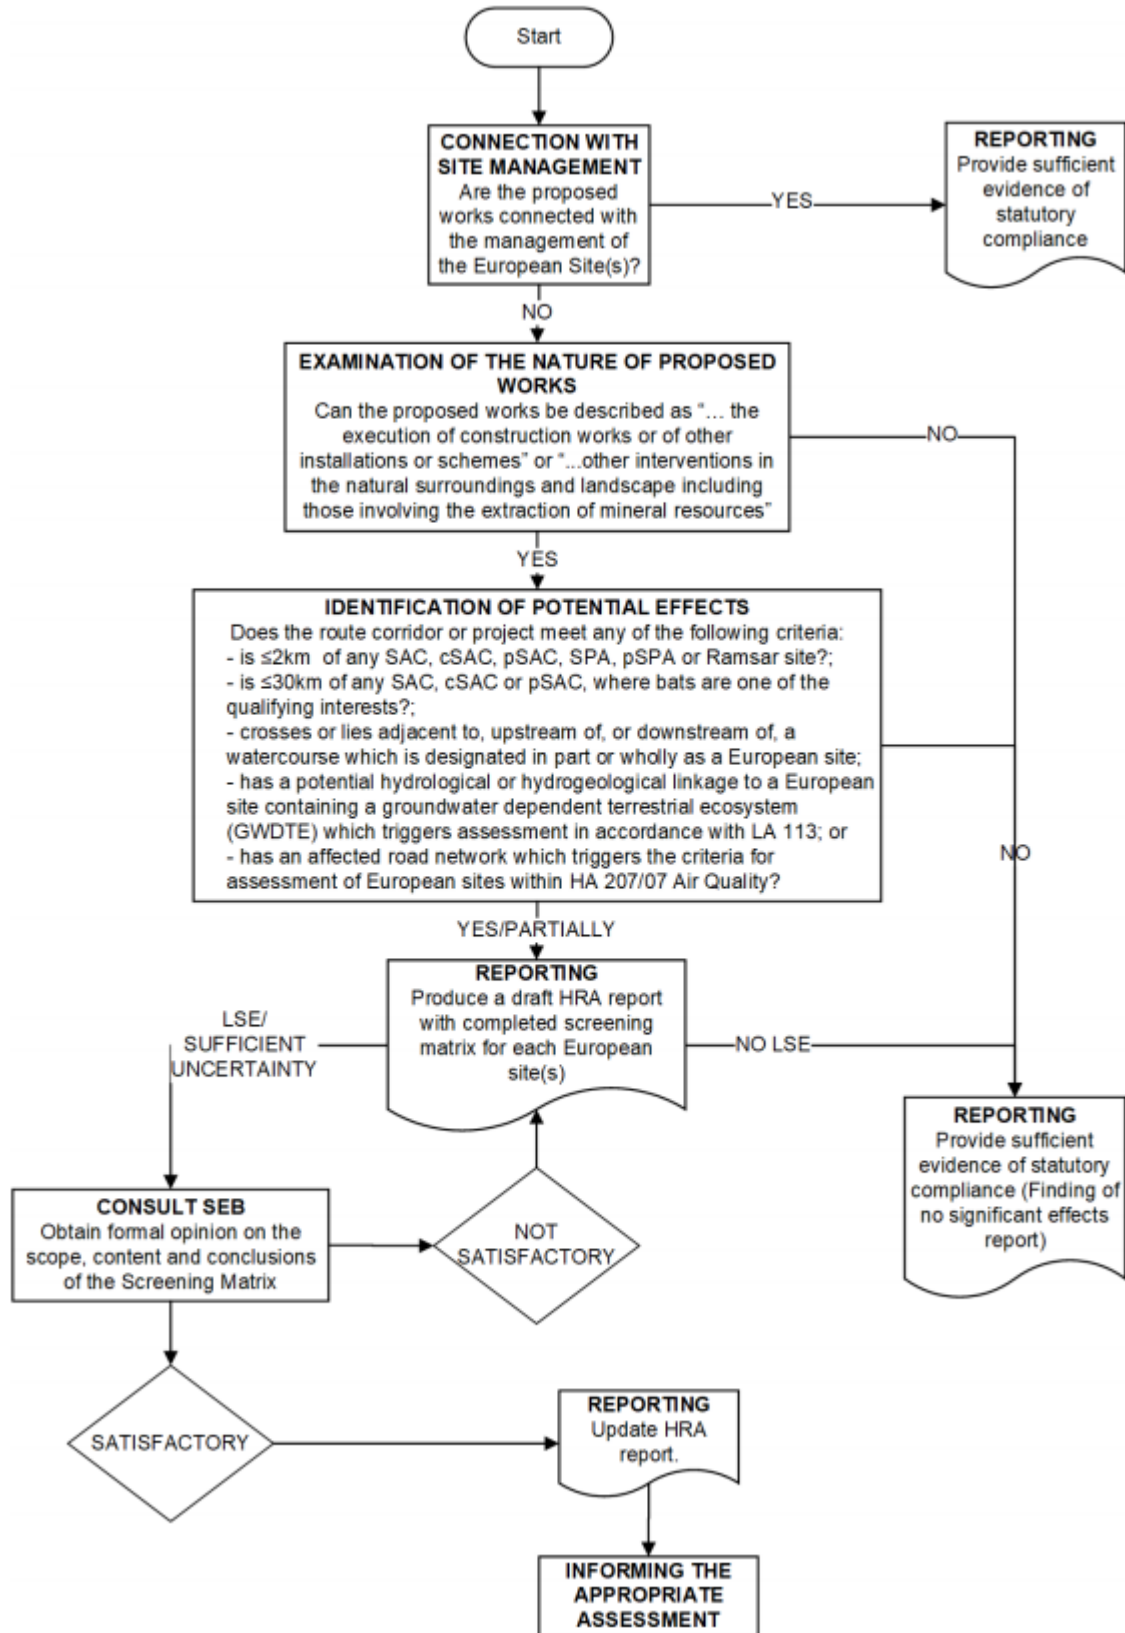 Start
CONNECTION WITH
SITE MANAGEMENT
Are the proposed
works connected with
the management of
the European Site(s)?
YES
REPORTING
Provide sufficient
evidence of
statutory
compliance
NO
EXAMINATION OF THE NATURE OF PROPOSED
WORKS
Can the proposed works be described as “... the
execution of construction works or of other
installations or schemes” or “...other interventions in
the natural surroundings and landscape including
those involving the extraction of mineral resources”
NO
YES
IDENTIFICATION OF POTENTIAL EFFECTS
Does the route corridor or project meet any of the following criteria:
- is ≤2km of any SAC, cSAC, pSAC, SPA, pSPA or Ramsar site?;
- is ≤30km of any SAC, cSAC or pSAC, where bats are one of the
qualifying interests?;
- crosses or lies adjacent to, upstream of, or downstream of, a
watercourse which is designated in part or wholly as a European site;
- has a potential hydrological or hydrogeological linkage to a European
site containing a groundwater dependent terrestrial ecosystem
(GWDTE) which triggers assessment in accordance with LA 113; or
- has an affected road network which triggers the criteria for
assessment of European sites within HA 207/07 Air Quality?
NO
YES/PARTIALLY
REPORTING
Produce a draft HRA report
with completed screening
matrix for each European
site(s)
LSE/
SUFFICIENT
UNCERTAINTY
NO LSE
REPORTING
Provide sufficient
evidence of statutory
compliance (Finding of
no significant effects
report)
CONSULT SEB
Obtain formal opinion on the
scope, content and conclusions
of the Screening Matrix
NOT
SATISFACTORY
SATISFACTORY
REPORTING
Update HRA
report.
INFORMING THE
APPROPRIATE
ASSESSMENT